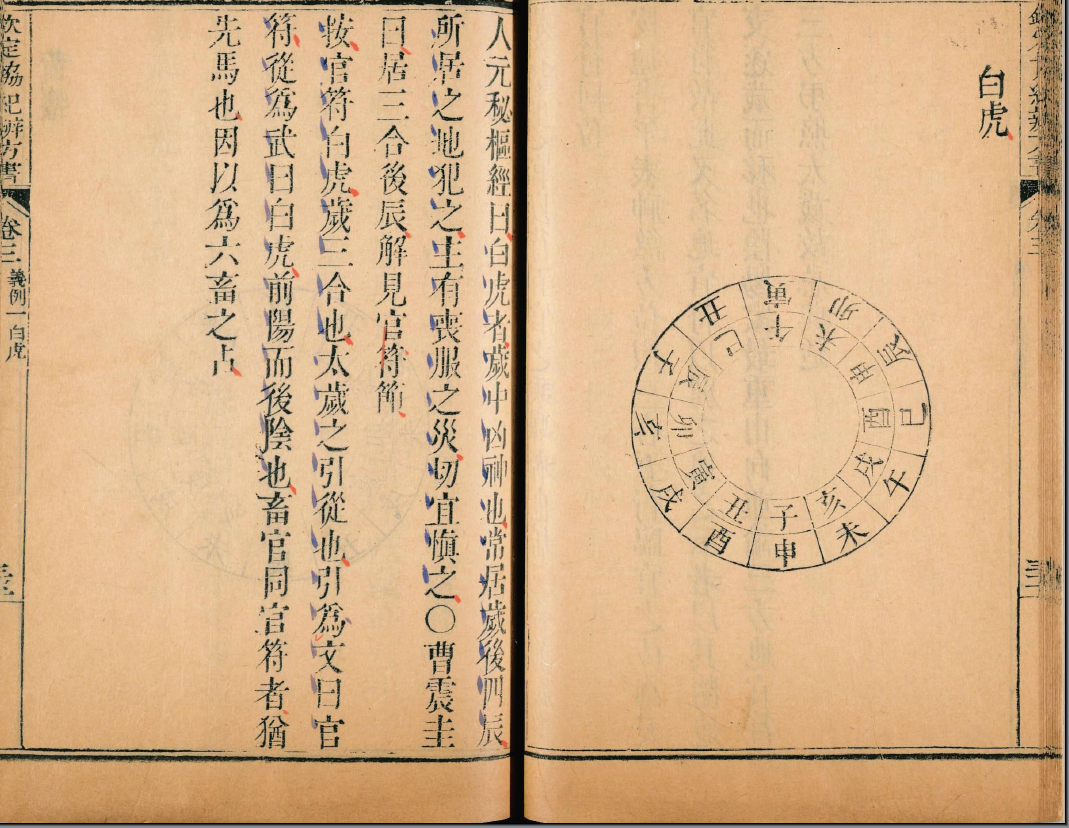 白虎
子丑寅卯辰巳午未申酉戌亥
申酉戌亥子丑寅卯辰巳午未
人元秘樞經曰白虎者歲中凶神也常居歲後四辰
所居之地犯之主有喪服之災切宜愼之〇曹震圭
曰居三合後辰解見官符節
按官符白虎歲三合也太歲之引從也引爲文曰官
符從爲武曰白虎前陽而後陰也畜官同官符者猶
先馬也因以爲六畜之占
欽定協紀辨方書 卷三 義例一 白虎